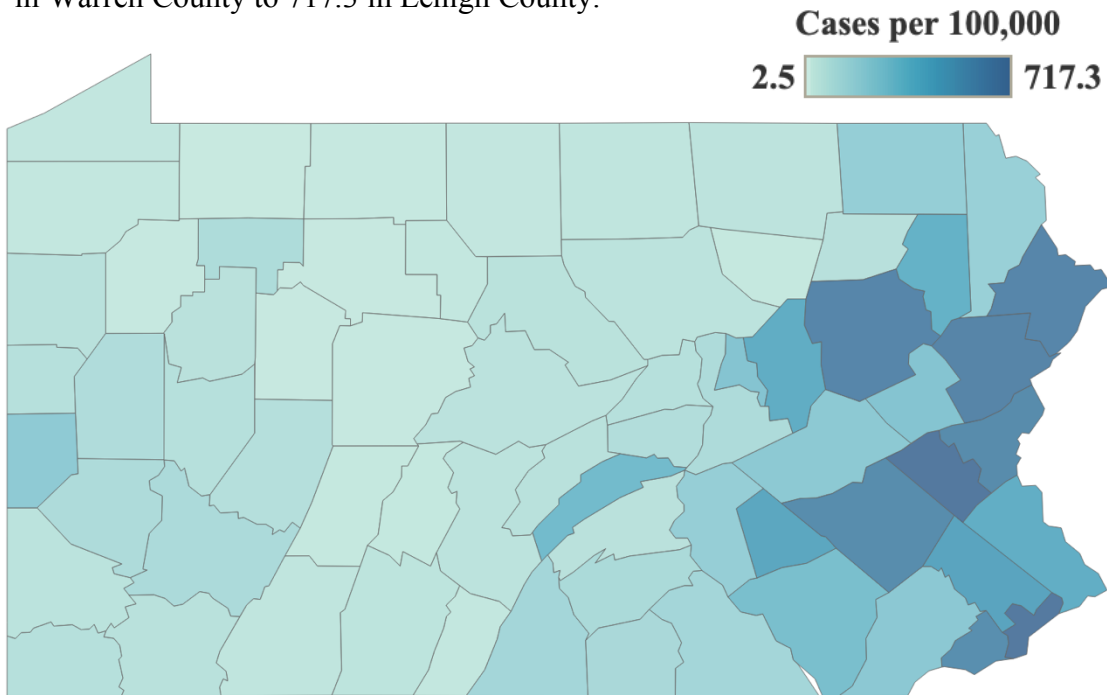 in Warren County to 717.3 in Lehigh County.
Cases per 100,000
2.5 717.3